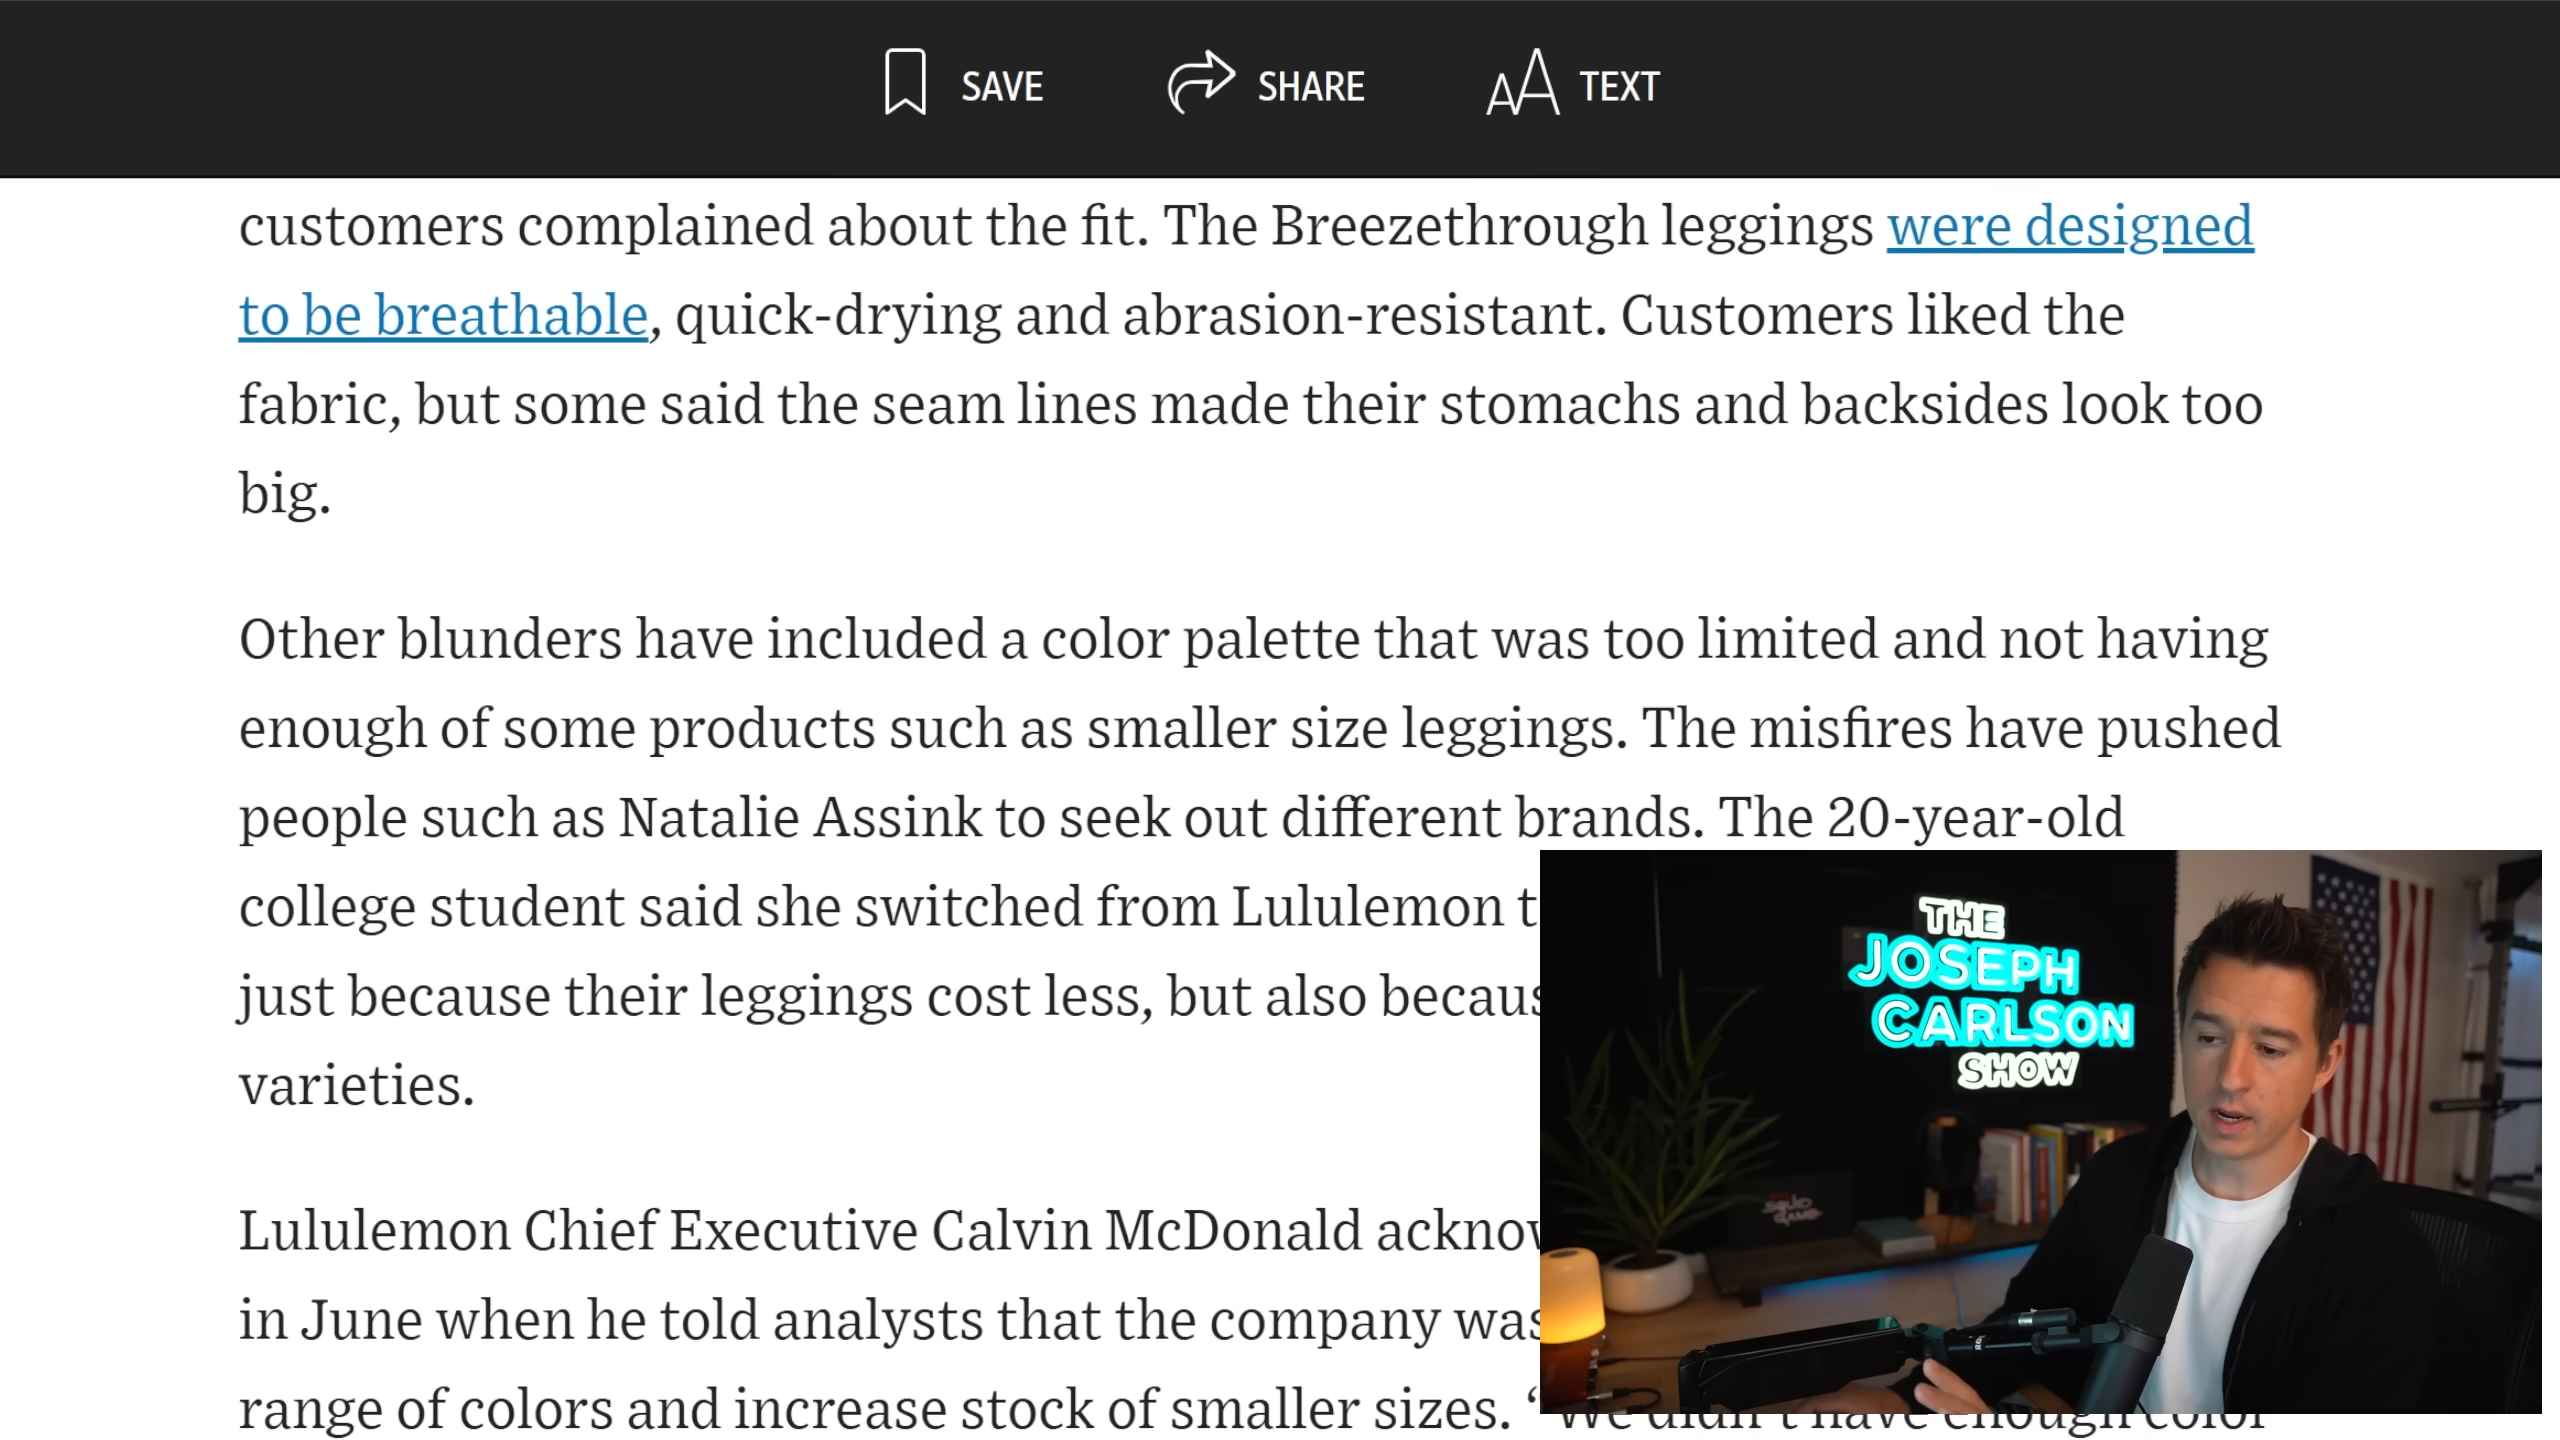 SAVE SHARE TEXT
customers complained about the fit. The Breezethrough leggings were designed
to be breathable, quick-drying and abrasion-resistant. Customers liked the
fabric, but some said the seam lines made their stomachs and backsides look too
big.
Other blunders have included a color palette that was too limited and not having
enough of some products such as smaller size leggings. The misfires have pushed
people such as Natalie Assink to seek out different brands. The 20-year-old
college student said she switched from Lululemon
just because their leggings cost less, but also
varieties.
Lululemon Chief Executive Calvin McDonald
in June when he told analysts that the company
range of colors and increase stock of smaller sizes. “We didn’t have enough color
THE
JOSEPH
CARLSON
SHOW